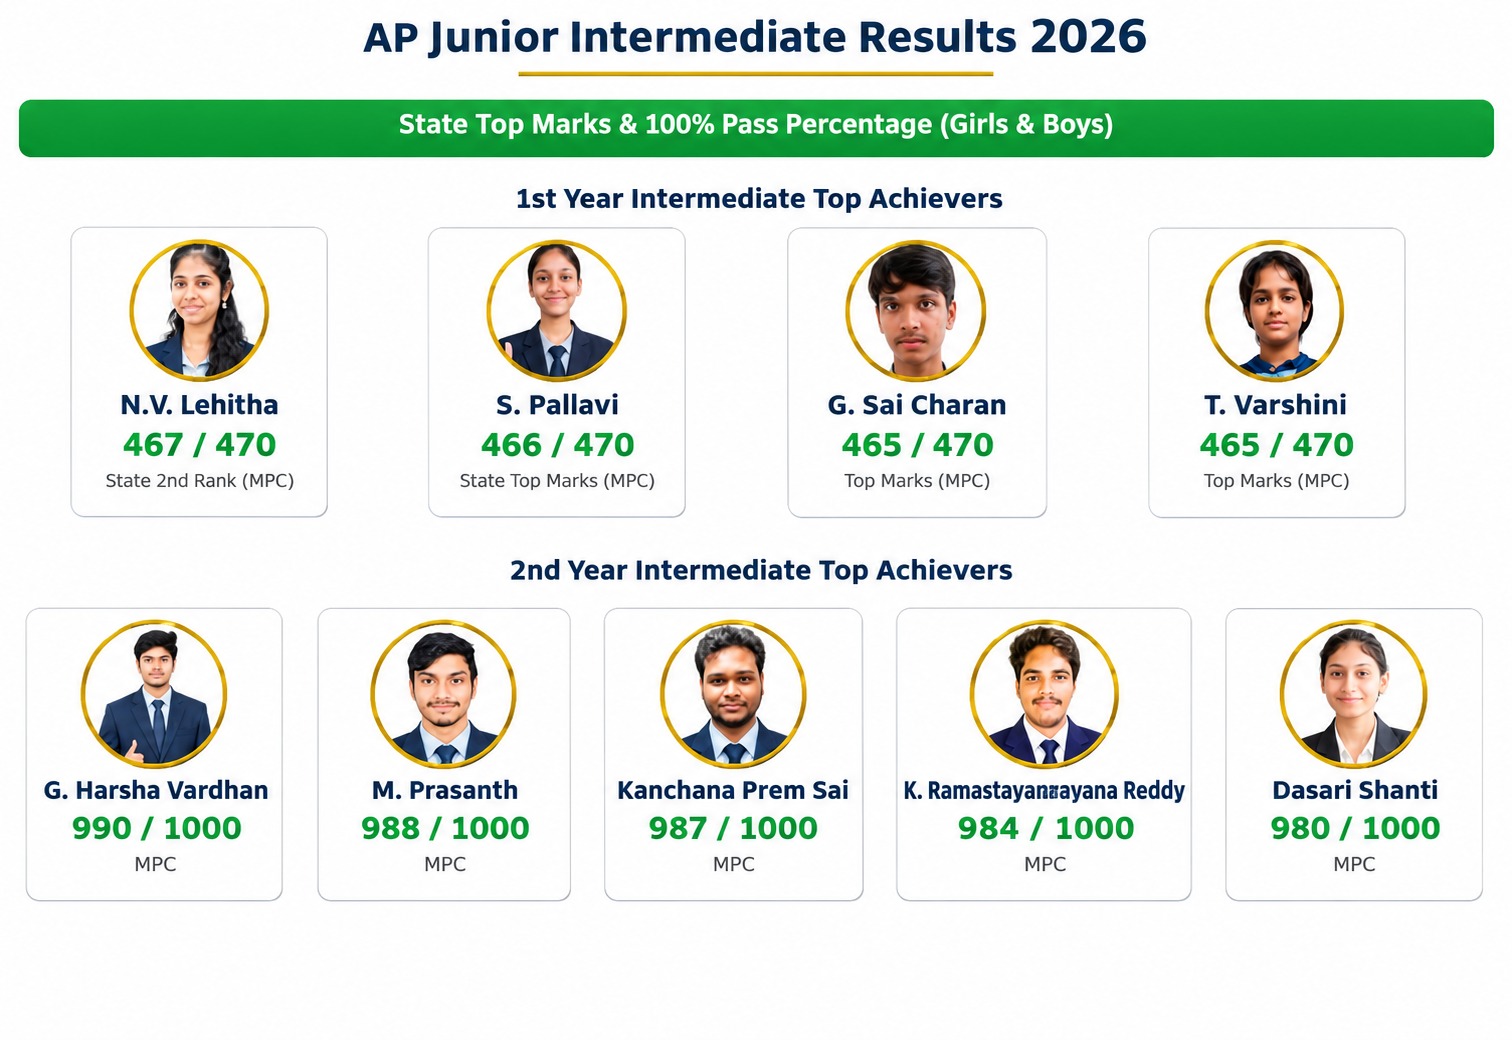 AP Junior Intermediate Results 2026
State Top Marks & 100% Pass Percentage (Girls & Boys)
1st Year Intermediate Top Achievers
N.V. Lehitha
467 / 470
State 2nd Rank (MPC)
S. Pallavi
466 / 470
State Top Marks (MPC)
G. Sai Charan
465 / 470
Top Marks (MPC)
T. Varshini
465 / 470
Top Marks (MPC)
2nd Year Intermediate Top Achievers
G. Harsha Vardhan
990 / 1000
MPC
M. Prasanth
988 / 1000
MPC
Kanchana Prem Sai
987 / 1000
MPC
K. Reddy
984 / 1000
MPC
Dasari Shanti
980 / 1000
MPC